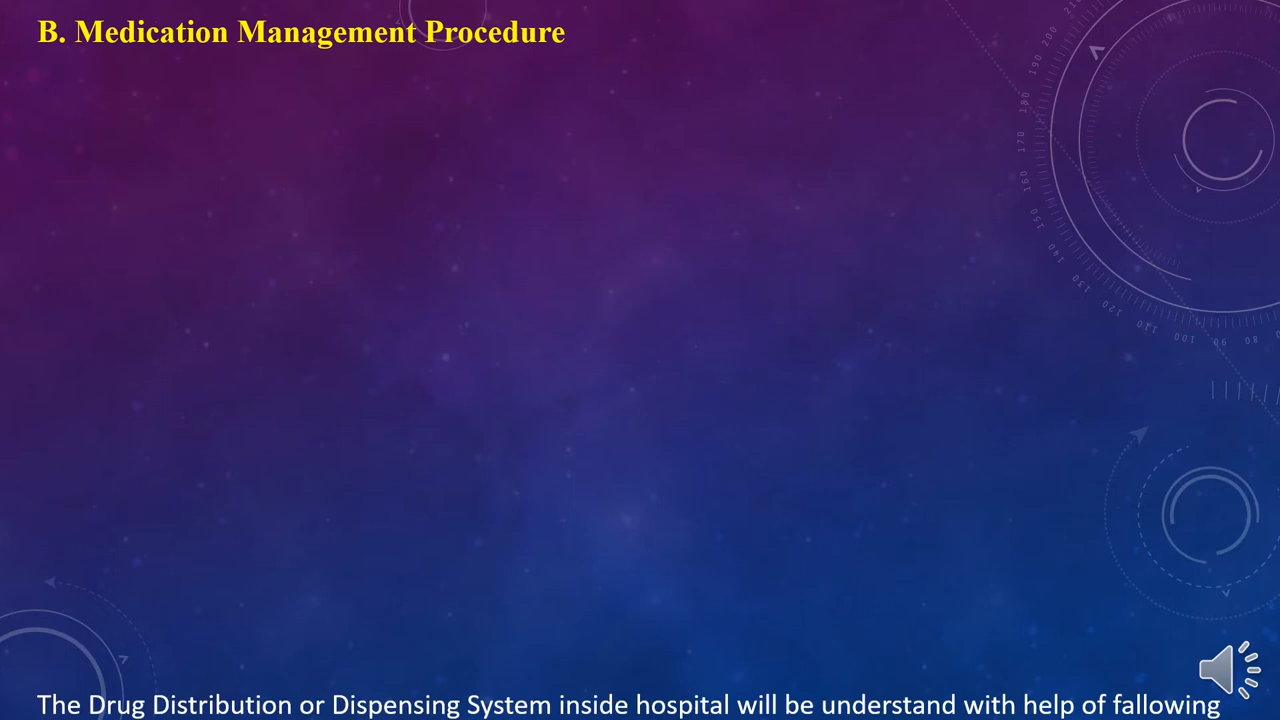 B. Medication Management Procedure
The Drug Distribution or Dispensing System inside hospital will be understand with help of fallowing